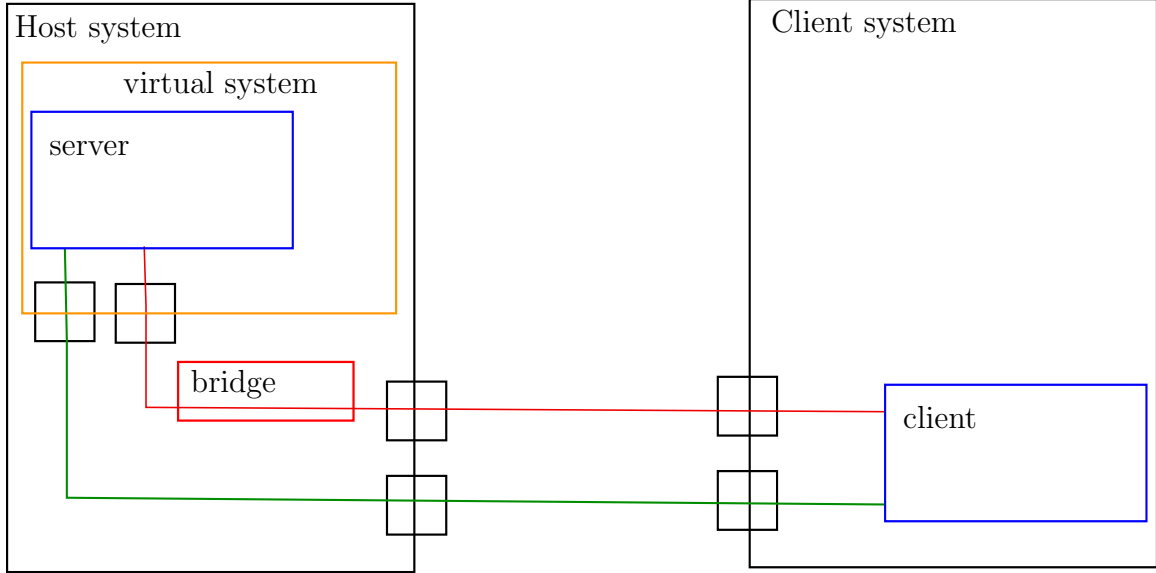 Host system
Client system
virtual system
server
bridge
client